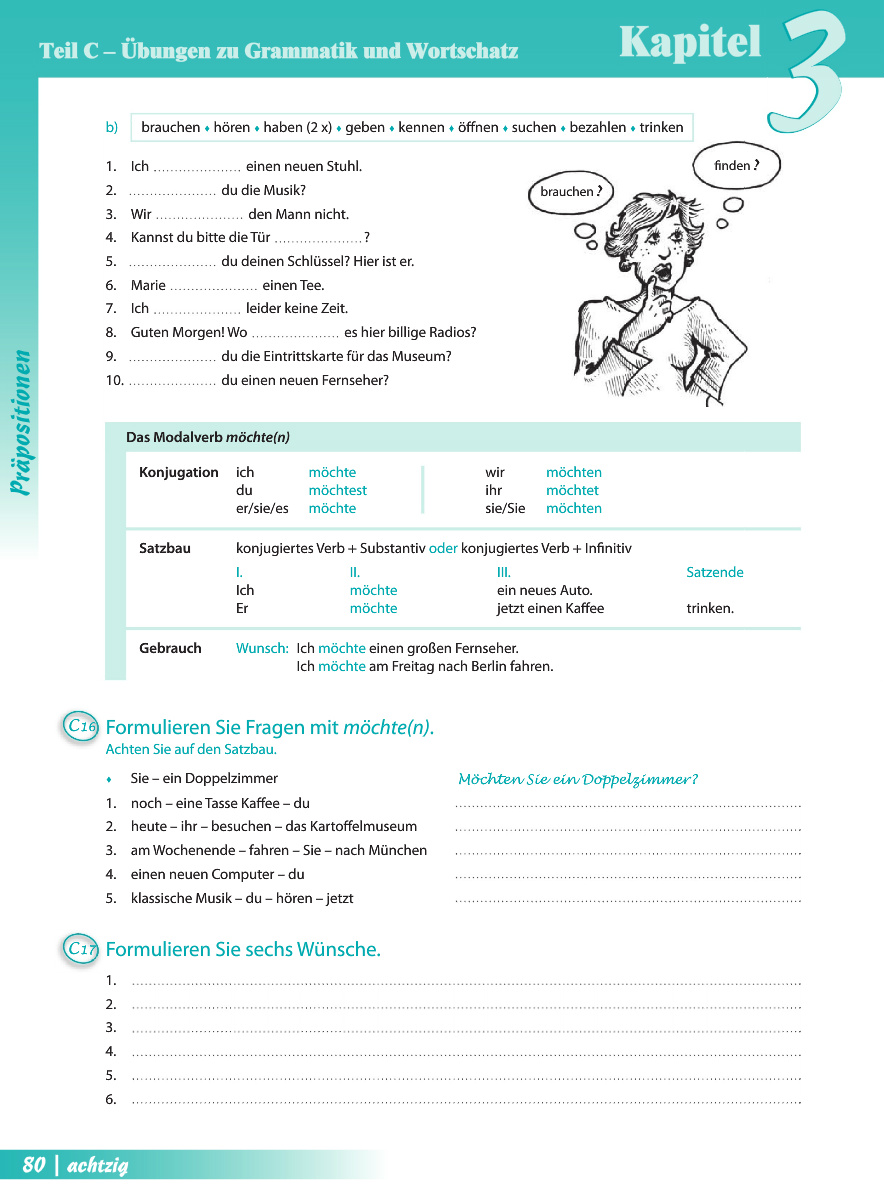 Teil C – Übungen zu Grammatik und Wortschatz Kapitel 3
b) brauchen ♦ hören ♦ haben (2 x) ♦ geben ♦ kennen ♦ öffnen ♦ suchen ♦ bezahlen ♦ trinken
1. Ich ..................... einen neuen Stuhl.
2. ..................... du die Musik?
3. Wir ..................... den Mann nicht.
4. Kannst du bitte die Tür .....................?
5. ..................... du deinen Schlüssel? Hier ist er.
6. Marie ..................... einen Tee.
7. Ich ..................... leider keine Zeit.
8. Guten Morgen! Wo ..................... es hier billige Radios?
9. ..................... du die Eintrittskarte für das Museum?
10. ..................... du einen neuen Fernseher?
brauchen?
finden?
Präpositionen
Das Modalverb möchte(n)
Konjugation ich möchte wir möchten
du möchtest ihr möchtet
er/sie/es möchte sie/Sie möchten
Satzbau konjugiertes Verb + Substantiv oder konjugiertes Verb + Infinitiv
I. II. III. Satzende
Ich möchte ein neues Auto.
Er möchte jetzt einen Kaffee trinken.
Gebrauch Wunsch: Ich möchte einen großen Fernseher.
Ich möchte am Freitag nach Berlin fahren.
C16 Formulieren Sie Fragen mit möchte(n).
Achten Sie auf den Satzbau.
♦ Sie – ein Doppelzimmer Möchten Sie ein Doppelzimmer?
1. noch – eine Tasse Kaffee – du
2. heute – ihr – besuchen – das Kartoffelmuseum
3. am Wochenende – fahren – Sie – nach München
4. einen neuen Computer – du
5. klassische Musik – du – hören – jetzt
C17 Formulieren Sie sechs Wünsche.
1.
2.
3.
4.
5.
6.
80 | achtzig